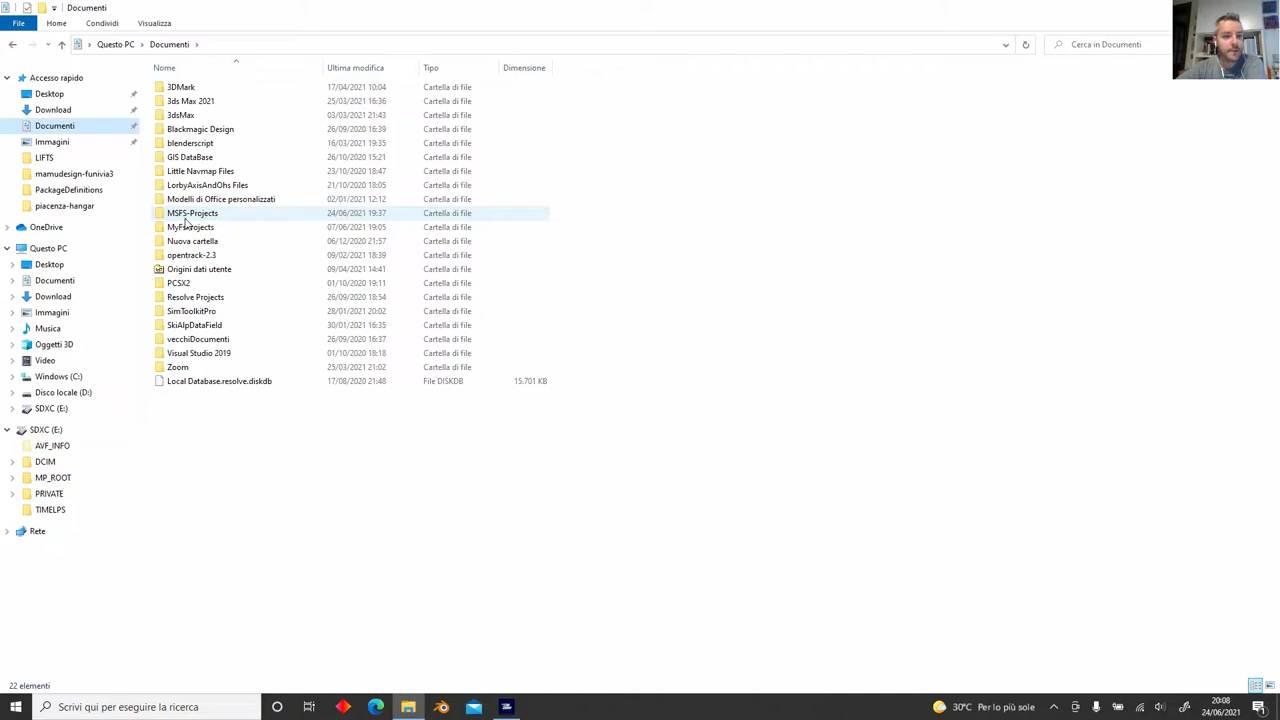 Documenti
File Home Condividi Visualizza
Questo PC Documenti Cerca in Documenti
Nome Ultima modifica Tipo Dimensione
Accesso rapido
Desktop
Download
Documenti
Immagini
LIFTS
mamudesign-funivia3
PackageDefinitions
piacenza-hangar
OneDrive
Questo PC
Desktop
Documenti
Download
Immagini
Musica
Oggetti 3D
Video
Windows (C:)
Disco locale (D:)
SDXC (E:)
SDXC (E:)
AVF_INFO
DCIM
MP_ROOT
PRIVATE
TIMELPS
Rete
3DMark 17/04/2021 10:04 Cartella di file
3ds Max 2021 25/03/2021 16:36 Cartella di file
3dsMax 03/03/2021 21:43 Cartella di file
Blackmagic Design 26/09/2020 16:39 Cartella di file
blenderscript 16/03/2021 19:35 Cartella di file
GIS DataBase 26/10/2020 15:21 Cartella di file
Little Navmap Files 23/10/2020 18:47 Cartella di file
LorbyAxisAndOhs Files 21/10/2020 18:05 Cartella di file
Modelli di Office personalizzati 02/01/2021 12:12 Cartella di file
MSFS-Projects 24/06/2021 19:37 Cartella di file
MyFsProjects 07/06/2021 19:05 Cartella di file
Nuova cartella 06/12/2020 21:57 Cartella di file
opentrack-2.3 09/02/2021 18:39 Cartella di file
Origini dati utente 09/04/2021 14:41 Cartella di file
PCSX2 01/10/2020 19:11 Cartella di file
Resolve Projects 26/09/2020 18:54 Cartella di file
SimToolkitPro 28/01/2021 20:02 Cartella di file
SkiAlpDataField 30/01/2021 16:35 Cartella di file
vecchiDocumenti 26/09/2020 16:37 Cartella di file
Visual Studio 2019 01/10/2020 18:18 Cartella di file
Zoom 25/03/2021 21:02 Cartella di file
Local Database.resolve.diskdb 17/08/2020 21:48 File DISKDB 15.701 KB
22 elementi
Scrivi qui per eseguire la ricerca
30°C Per lo più sole
20:08
24/06/2021